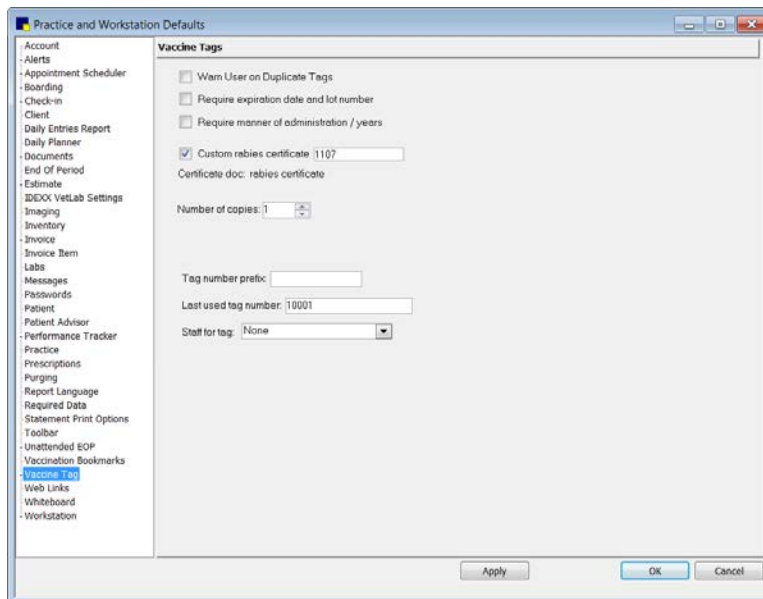 Practice and Workstation Defaults
Account
Alerts
Appointment Scheduler
Boarding
Check-in
Client
Daily Entries Report
Daily Planner
Documents
End Of Period
Estimate
IDEXX VetLab Settings
Imaging
Inventory
Invoice
Invoice Item
Labs
Messages
Passwords
Patient
Patient Advisor
Performance Tracker
Practice
Prescriptions
Purging
Report Language
Required Data
Statement Print Options
Toolbar
Unattended EOP
Vaccination Bookmarks
Vaccine Tag
Web Links
Whiteboard
Workstation
Vaccine Tags
Warn User on Duplicate Tags
Require expiration date and lot number
Require manner of administration / years
Custom rabies certificate 1107
Certificate doc: rabies certificate
Number of copies: 1
Tag number prefix:
Last used tag number: 10001
Staff for tag: None
Apply OK Cancel